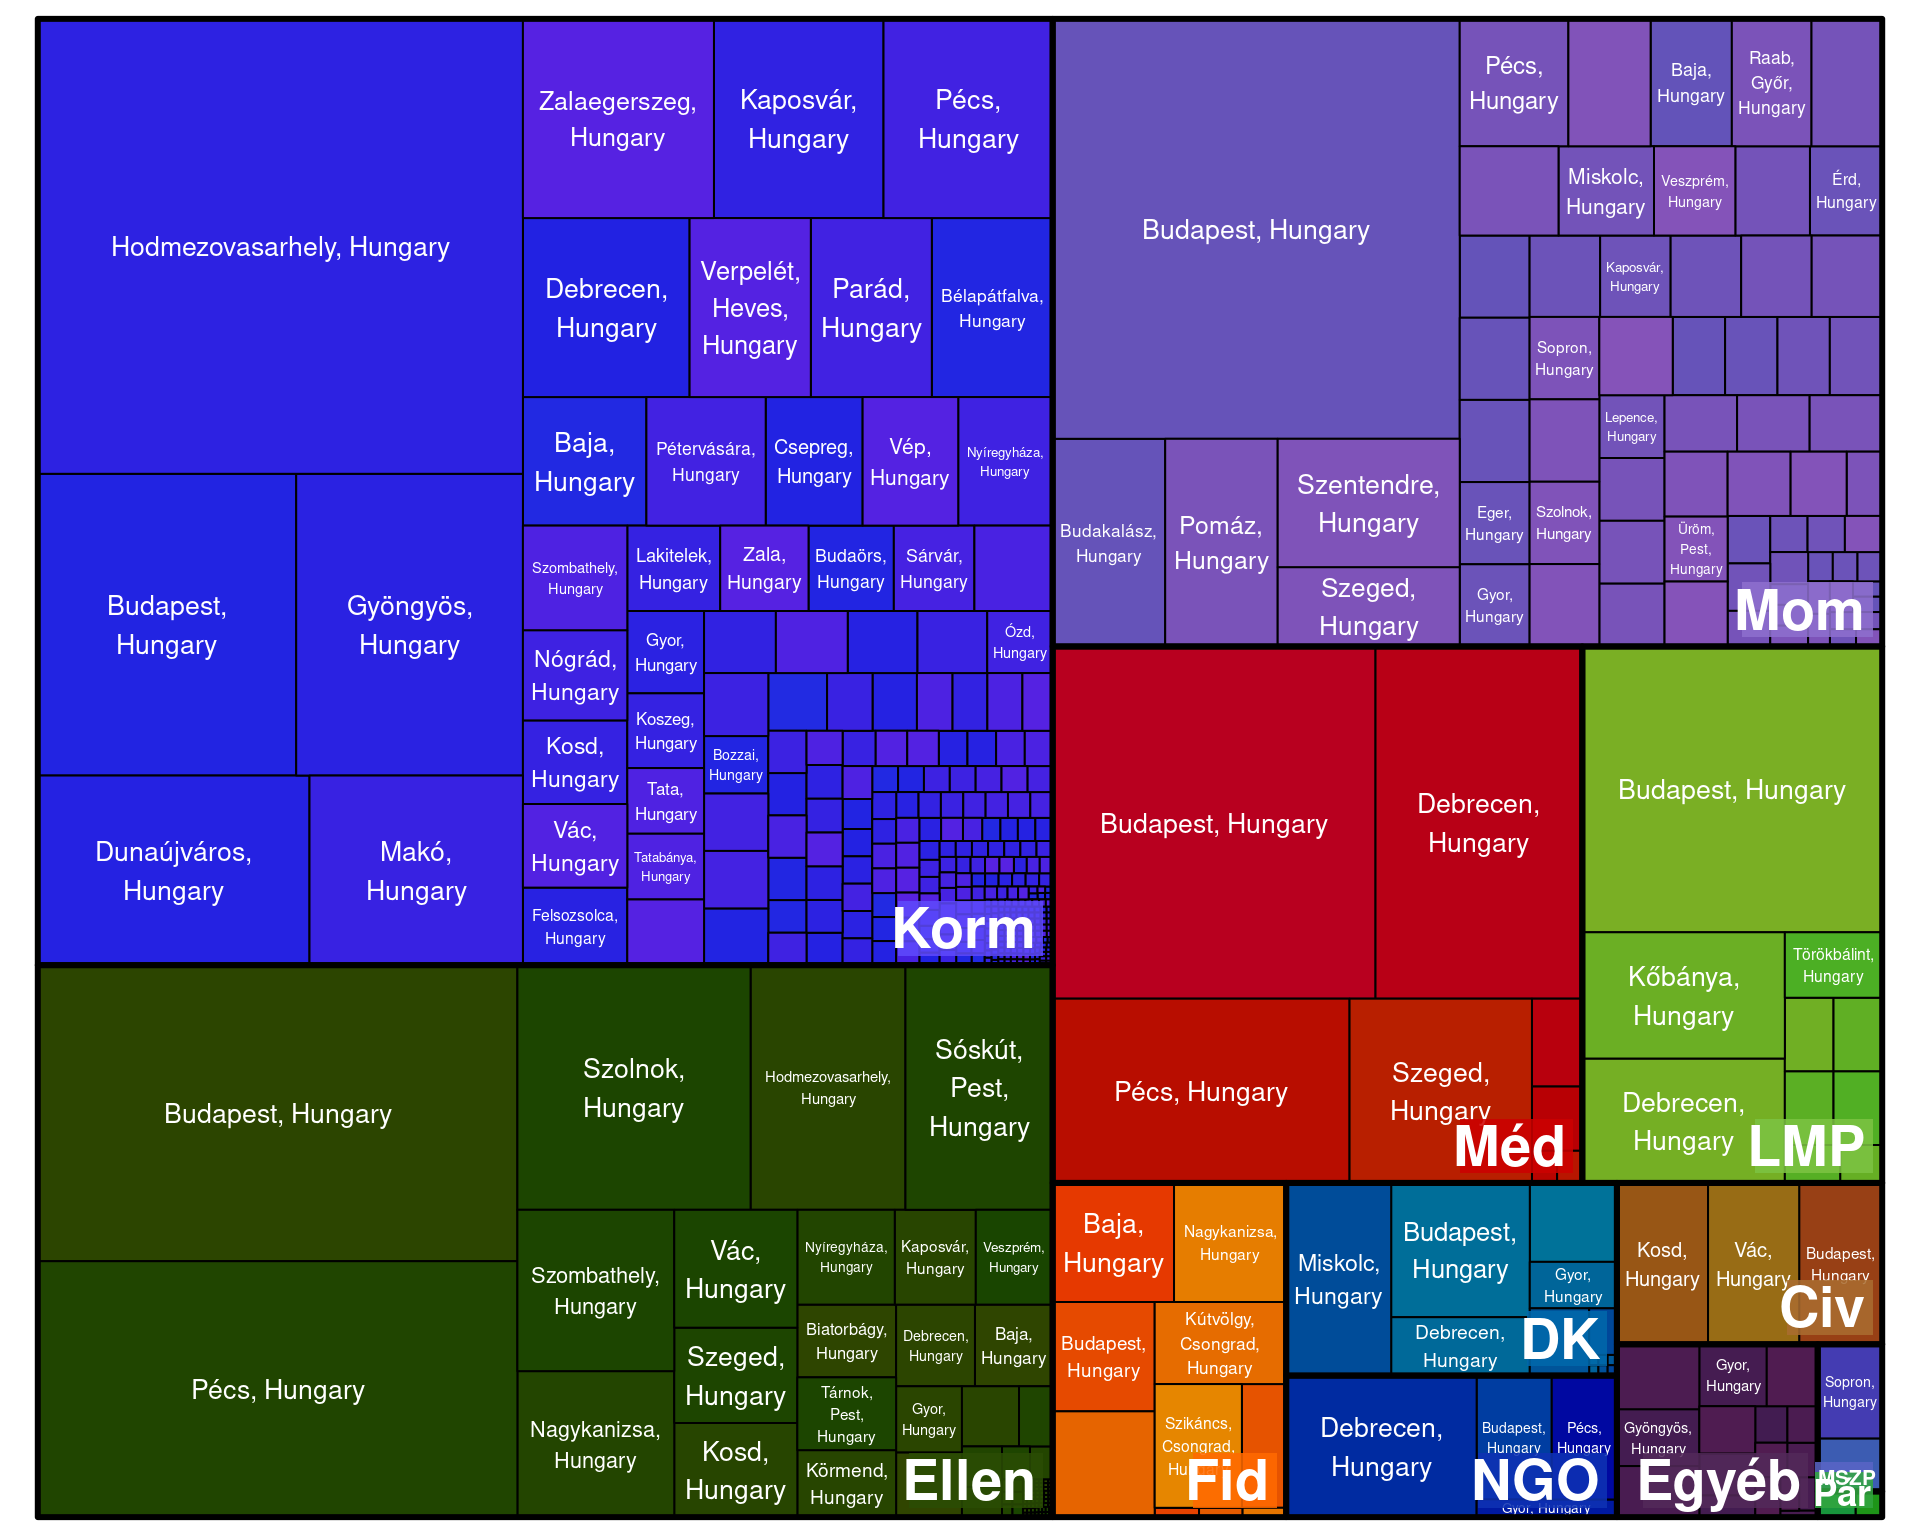 Hodmezovasarhely, Hungary
Budapest,
Hungary
Gyöngyös,
Hungary
Dunaújváros,
Hungary
Makó,
Hungary
Zalaegerszeg,
Hungary
Kaposvár,
Hungary
Pécs,
Hungary
Debrecen,
Hungary
Verpelét,
Heves,
Hungary
Parád,
Hungary
Bélapátfalva,
Hungary
Baja,
Hungary
Pétervására,
Hungary
Csepreg,
Hungary
Vép,
Hungary
Nyíregyháza,
Hungary
Szombathely,
Hungary
Lakitelek,
Hungary
Zala,
Hungary
Budaörs,
Hungary
Sárvár,
Hungary
Nógrád,
Hungary
Gyor,
Hungary
Ózd,
Hungary
Kosd,
Hungary
Koszeg,
Hungary
Bozzai,
Hungary
Vác,
Hungary
Tata,
Hungary
Tatabánya,
Hungary
Felsozsolca,
Hungary
Korm
Budapest, Hungary
Budakalász,
Hungary
Pomáz,
Hungary
Szentendre,
Hungary
Szeged,
Hungary
Pécs,
Hungary
Baja,
Hungary
Raab,
Győr,
Hungary
Miskolc,
Hungary
Veszprém,
Hungary
Érd,
Hungary
Kaposvár,
Hungary
Sopron,
Hungary
Lepence,
Hungary
Eger,
Hungary
Szolnok,
Hungary
Üröm,
Pest,
Hungary
Gyor,
Hungary
Mom
Budapest, Hungary
Pécs, Hungary
Szolnok,
Hungary
Hodmezovasarhely,
Hungary
Sóskút,
Pest,
Hungary
Szombathely,
Hungary
Nagykanizsa,
Hungary
Vác,
Hungary
Szeged,
Hungary
Kosd,
Hungary
Nyíregyháza,
Hungary
Kaposvár,
Hungary
Veszprém,
Hungary
Biatorbágy,
Hungary
Debrecen,
Hungary
Baja,
Hungary
Tárnok,
Pest,
Hungary
Gyor,
Hungary
Körmend,
Hungary
Ellen
Budapest, Hungary
Debrecen,
Hungary
Pécs, Hungary
Szeged,
Hungary
Méd
Budapest, Hungary
Kőbánya,
Hungary
Törökbálint,
Hungary
Debrecen,
Hungary
LMP
Baja,
Hungary
Nagykanizsa,
Hungary
Budapest,
Hungary
Kútvölgy,
Csongrad,
Hungary
Szikáncs,
Csongrad,
Fid
Miskolc,
Hungary
Budapest,
Hungary
Gyor,
Hungary
Debrecen,
Hungary
DK
Debrecen,
Hungary
Budapest,
Hungary
Pécs,
Hungary
Gyor, Hungary
NGO
Kosd,
Hungary
Vác,
Hungary
Budapest,
Hungary
Civ
Gyor,
Hungary
Gyöngyös,
Hungary
Egyéb
Sopron,
Hungary
MSZP
Par